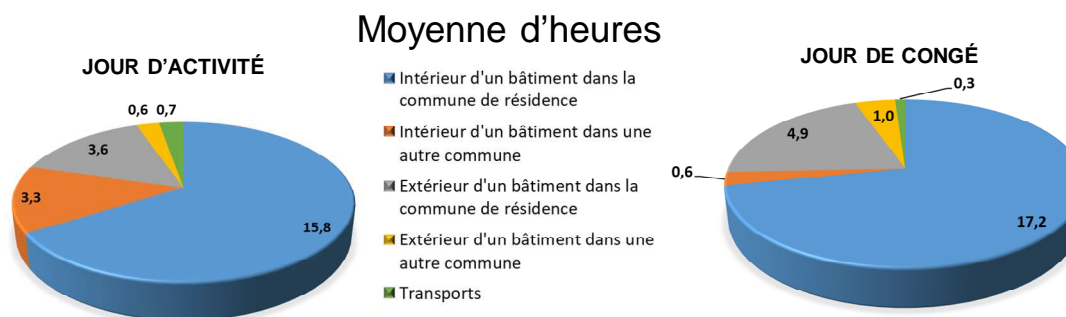 Moyenne d'heures
JOUR D'ACTIVITÉ
0,6
0,7
3,6
3,3
15,8
Intérieur d'un bâtiment dans la
commune de résidence
Intérieur d'un bâtiment dans une
autre commune
Extérieur d'un bâtiment dans la
commune de résidence
Extérieur d'un bâtiment dans une
autre commune
Transports
JOUR DE CONGÉ
0,3
1,0
4,9
0,6
17,2